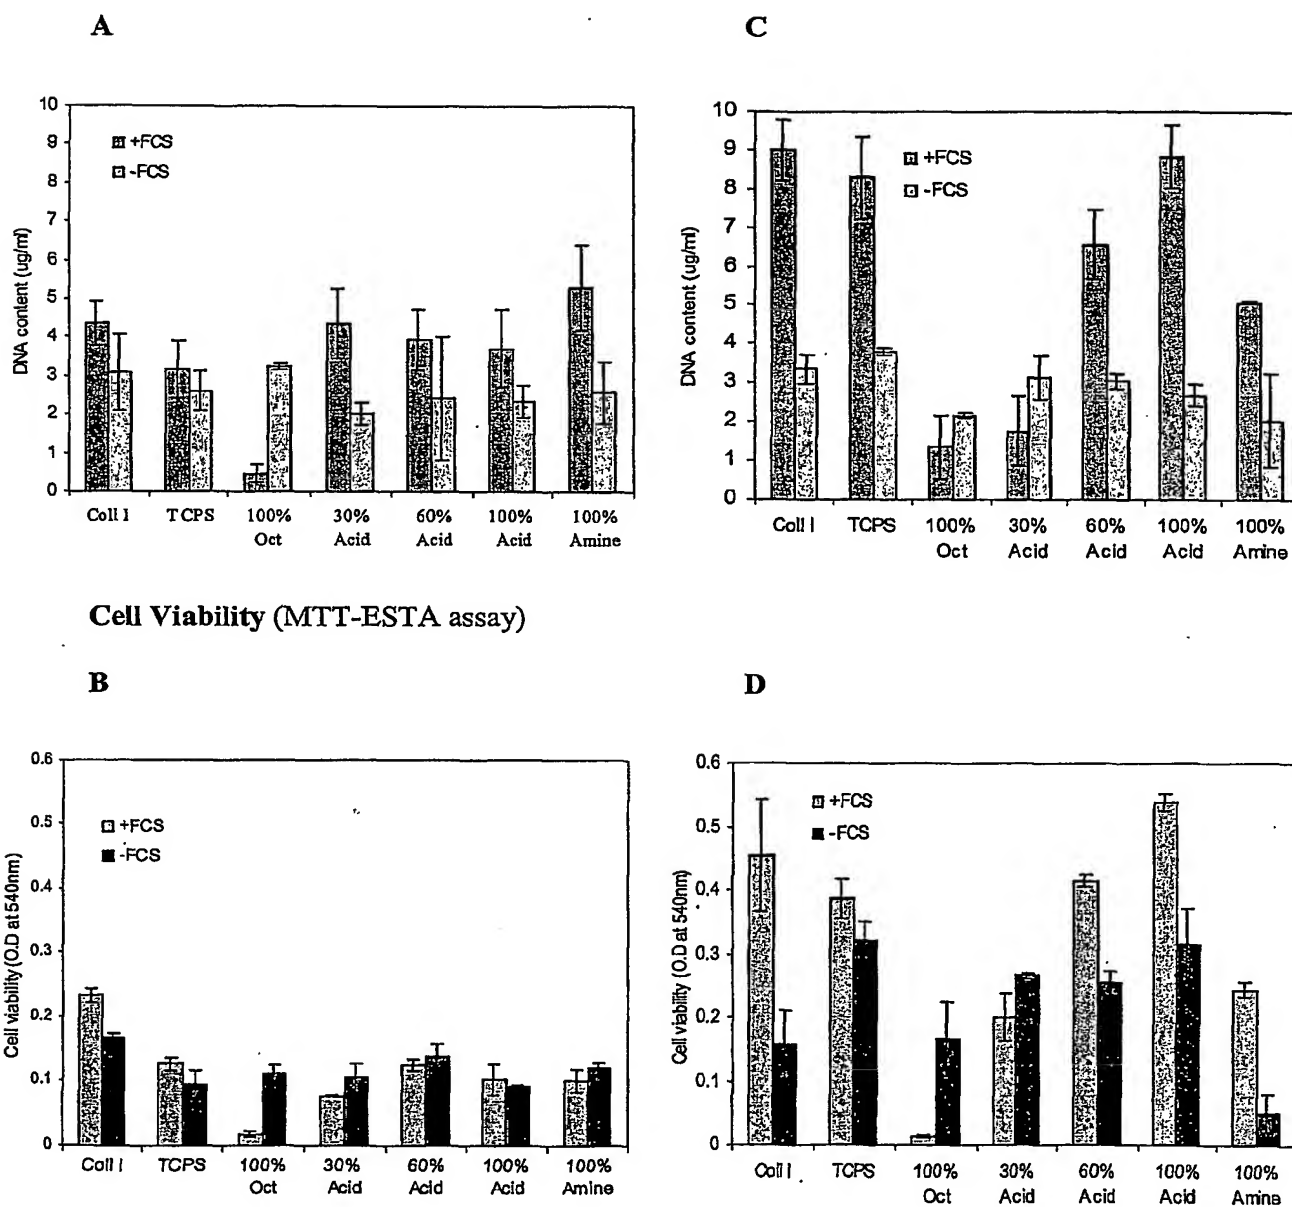 A
10
9
8
7
6
5
4
3
2
1
0
DNA content (ug/ml)
+FCS
-FCS
Coll I TCPS 100% 30% 60% 100% 100%
Oct Acid Acid Acid Amine
C
10
9
8
7
6
5
4
3
2
1
0
DNA content (ug/ml)
+FCS
-FCS
Coll I TCPS 100% 30% 60% 100% 100%
Oct Acid Acid Acid Amine
Cell Viability (MTT-ESTA assay)
B
0.6
0.5
0.4
0.3
0.2
0.1
0
Cell viability (O.D at 540nm)
+FCS
-FCS
Coll I TCPS 100% 30% 60% 100% 100%
Oct Acid Acid Acid Amine
D
0.6
0.5
0.4
0.3
0.2
0.1
0
Cell viability (O.D at 540nm)
+FCS
-FCS
Coll I TCPS 100% 30% 60% 100% 100%
Oct Acid Acid Acid Amine